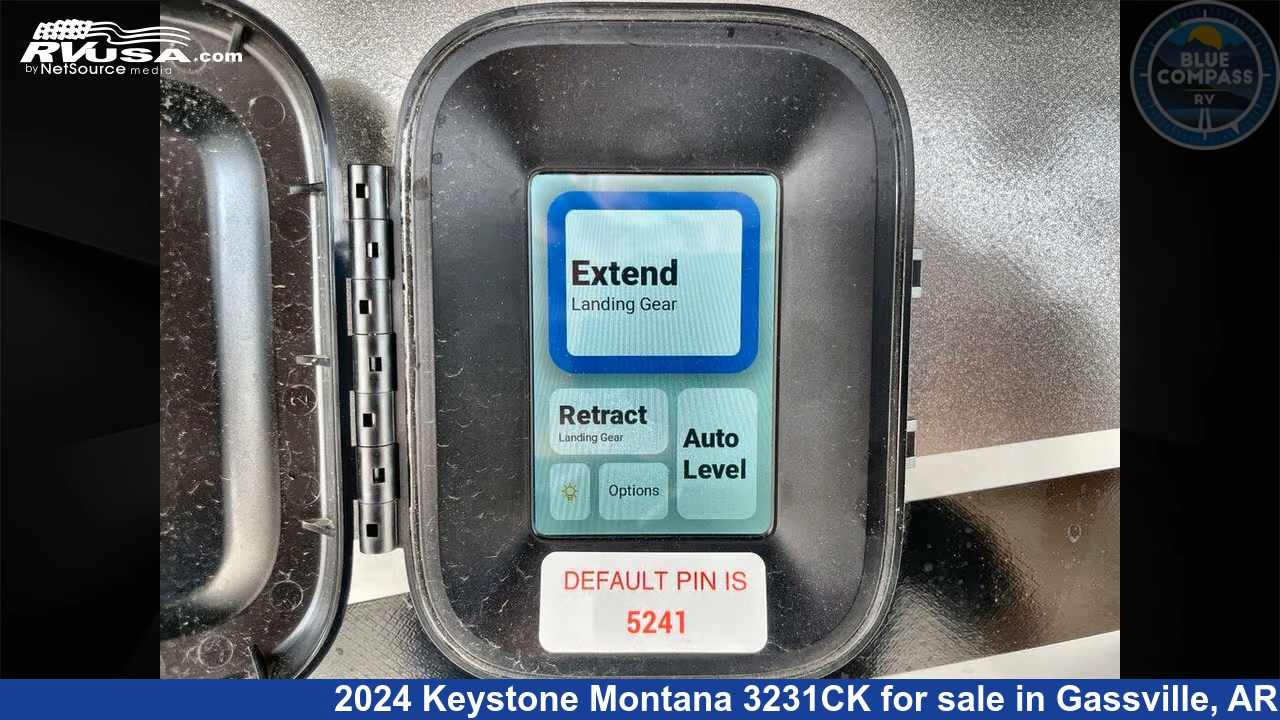 RVUSA.com
by NetSource media
BLUE
COMPASS
RV
Extend
Landing Gear
Retract
Landing Gear
Auto
Level
Options
2
DEFAULT PIN IS
5241
2024 Keystone Montana 3231CK for sale in Gassville, AR